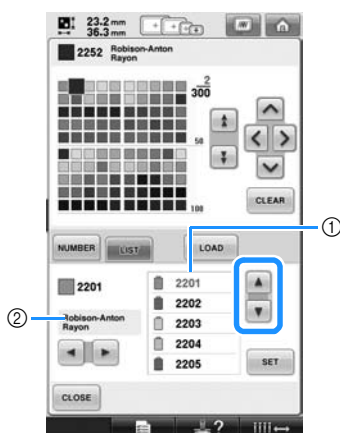 23.2 mm
36.3 mm
2252 Robison-Anton
Rayon
2
300
50
100
CLEAR
NUMBER
LIST
LOAD
①
2201
2201
2202
2203
2204
2205
② Robison-Anton
Rayon
SET
CLOSE
?